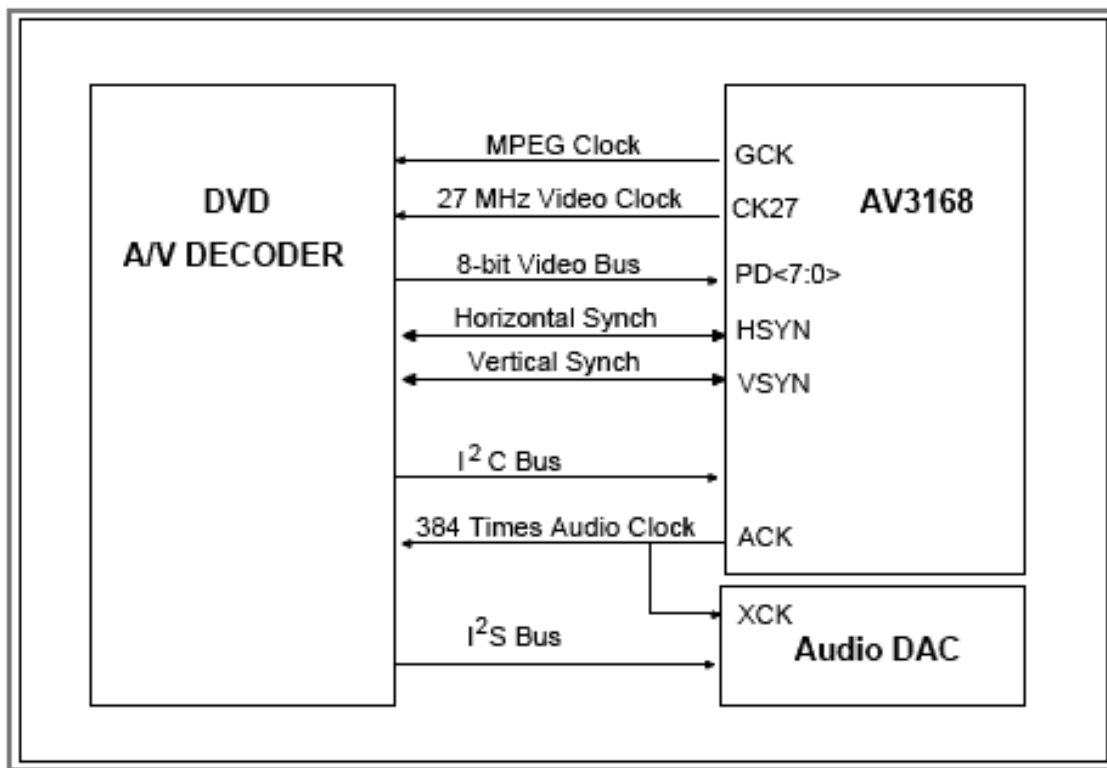 DVD
A/V DECODER
MPEG Clock
27 MHz Video Clock
8-bit Video Bus
Horizontal Synch
Vertical Synch
I² C Bus
384 Times Audio Clock
I²S Bus
GCK
CK27
AV3168
PD<7:0>
HSYN
VSYN
ACK
XCK
Audio DAC